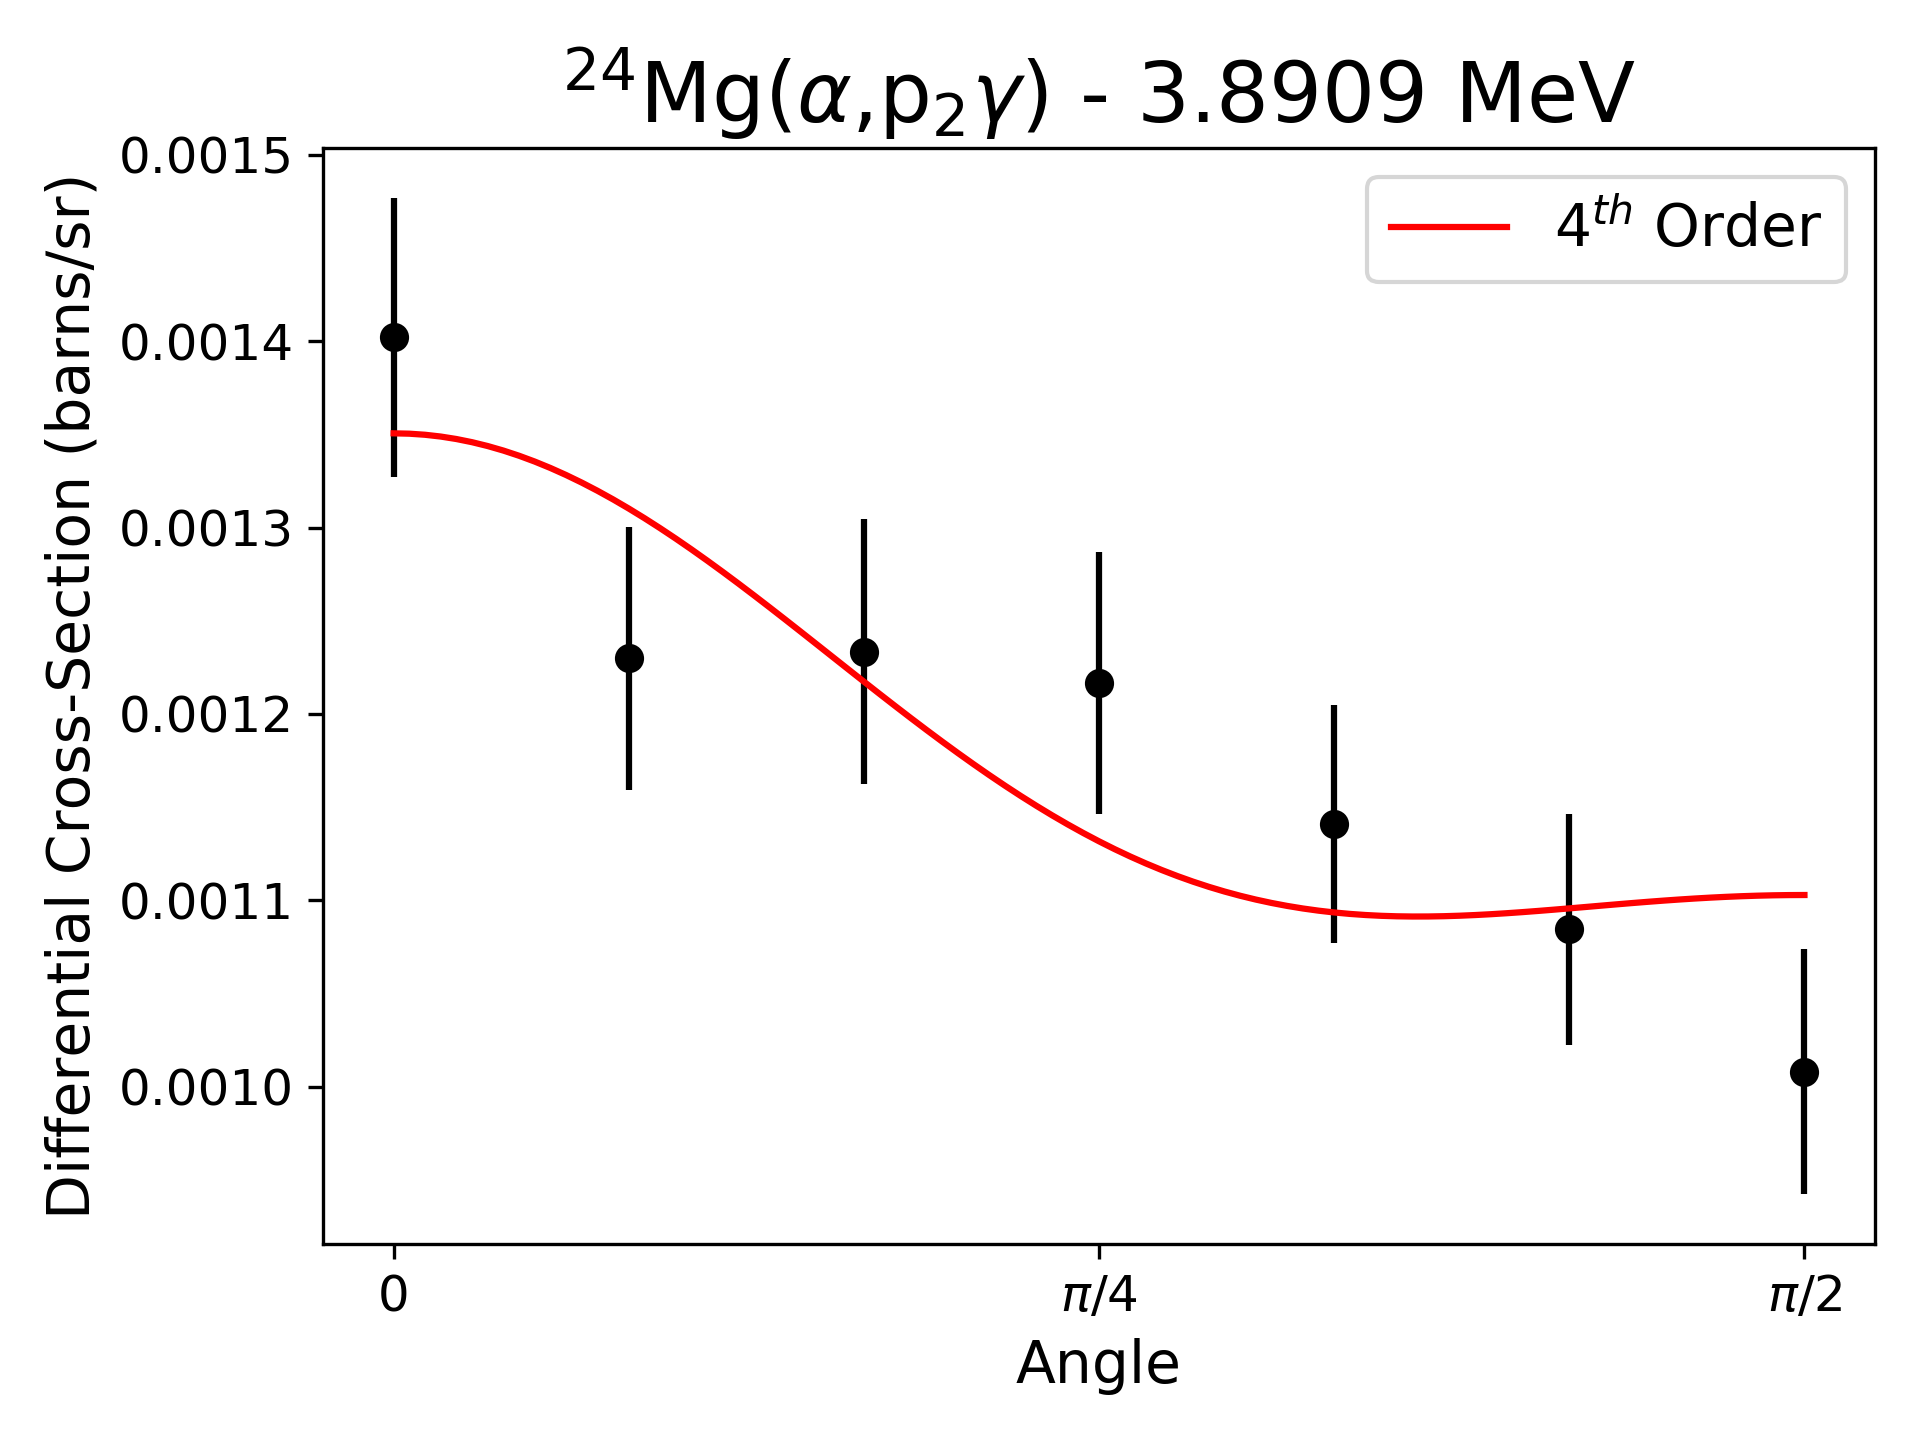 ²⁴Mg(α,p₂γ) - 3.8909 MeV
4ᵗʰ Order
Differential Cross-Section (barns/sr)
0.0015
0.0014
0.0013
0.0012
0.0011
0.0010
0
π/4
π/2
Angle